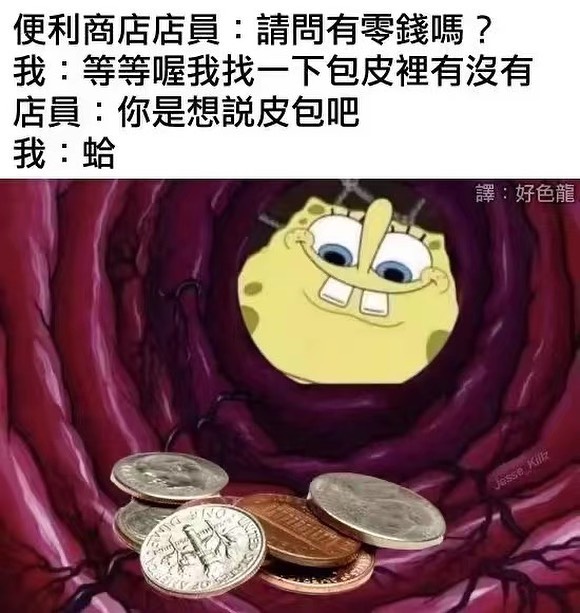 便利商店店員：請問有零錢嗎？
我：等等喔我找一下包皮裡有沒有
店員：你是想説皮包吧
我：蛤
譯：好色龍
Jesse_Killz